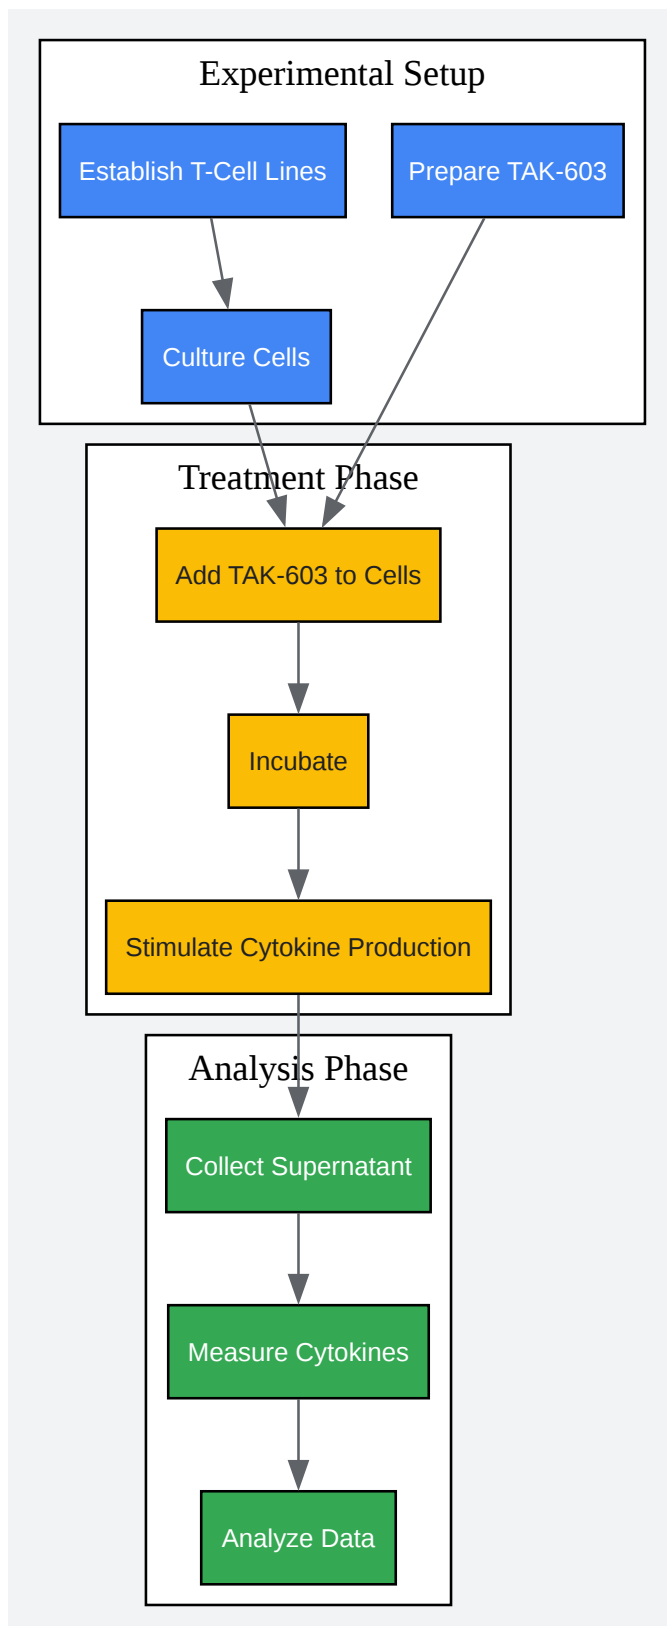 Experimental Setup
Establish T-Cell Lines
Prepare TAK-603
Culture Cells
Treatment Phase
Add TAK-603 to Cells
Incubate
Stimulate Cytokine Production
Analysis Phase
Collect Supernatant
Measure Cytokines
Analyze Data